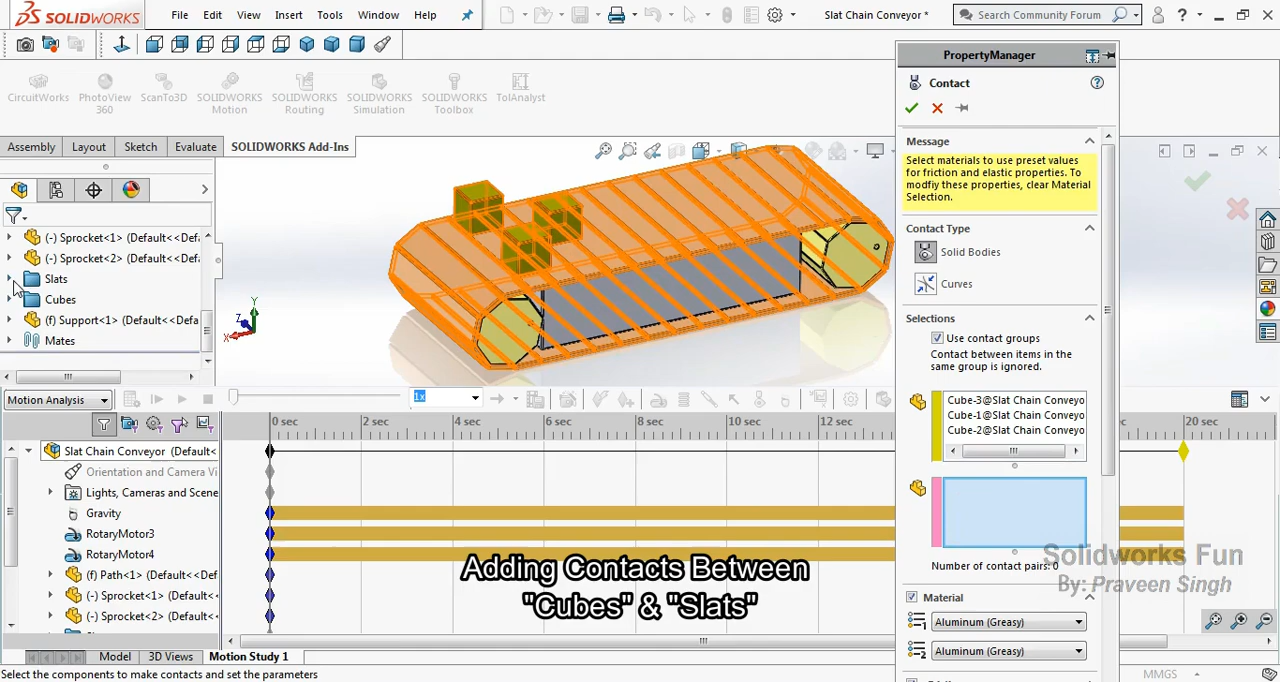 SOLIDWORKS
File Edit View Insert Tools Window Help
Slat Chain Conveyor *
Search Community Forum
CircuitWorks
PhotoView
360
ScanTo3D
SOLIDWORKS
Motion
SOLIDWORKS
Routing
SOLIDWORKS
Simulation
SOLIDWORKS
Toolbox
TolAnalyst
Assembly Layout Sketch Evaluate SOLIDWORKS Add-Ins
(-) Sprocket<1> (Default<<Def
(-) Sprocket<2> (Default<<Def
Slats
Cubes
(f) Support<1> (Default<<Defa
Mates
Y
Z
X
PropertyManager
Contact
Message
Select materials to use preset values
for friction and elastic properties. To
modfiy these properties, clear Material
Selection.
Contact Type
Solid Bodies
Curves
Selections
Use contact groups
Contact between items in the
same group is ignored.
Cube-3@Slat Chain Conveyo
Cube-1@Slat Chain Conveyo
Cube-2@Slat Chain Conveyo
Number of contact pairs: 0
Material
Aluminum (Greasy)
Aluminum (Greasy)
Motion Analysis
1x
0 sec 2 sec 4 sec 6 sec 8 sec 10 sec 12 sec 20 sec
Slat Chain Conveyor (Default<
Orientation and Camera Vi
Lights, Cameras and Scene
Gravity
RotaryMotor3
RotaryMotor4
(f) Path<1> (Default<<Def
(-) Sprocket<1> (Default<
(-) Sprocket<2> (Default<
Adding Contacts Between
"Cubes" & "Slats"
Solidworks Fun
By: Praveen Singh
Model 3D Views Motion Study 1
Select the components to make contacts and set the parameters
MMGS